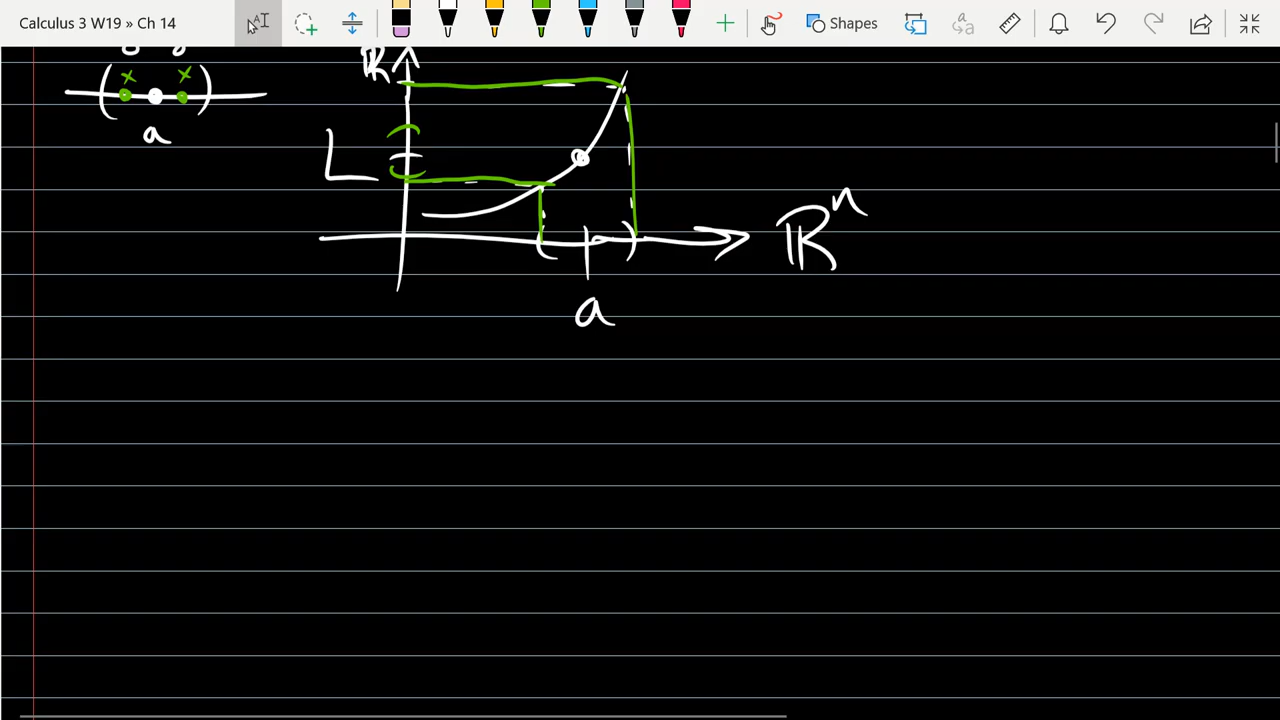 Calculus 3 W19 » Ch 14
Shapes
ℝ
a
L
ℝⁿ
a